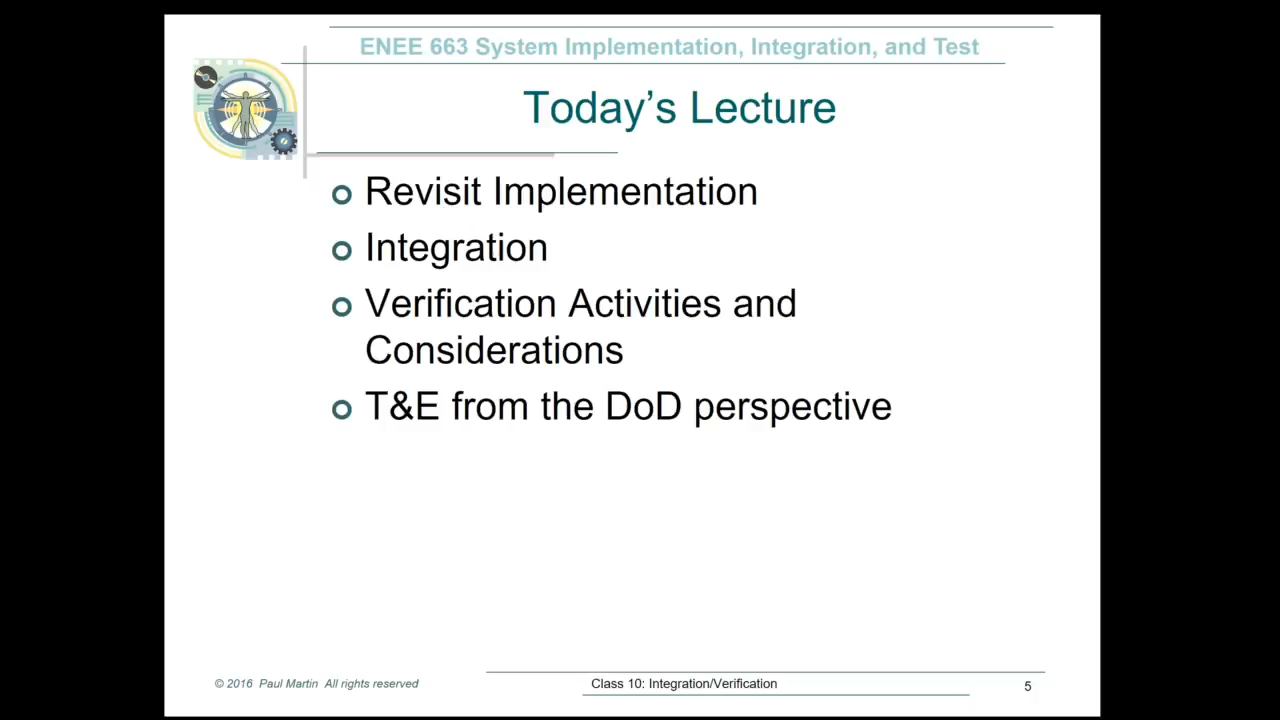 ENEE 663 System Implementation, Integration, and Test
Today’s Lecture
Revisit Implementation
Integration
Verification Activities and
Considerations
T&E from the DoD perspective
© 2016 Paul Martin All rights reserved
Class 10: Integration/Verification
5